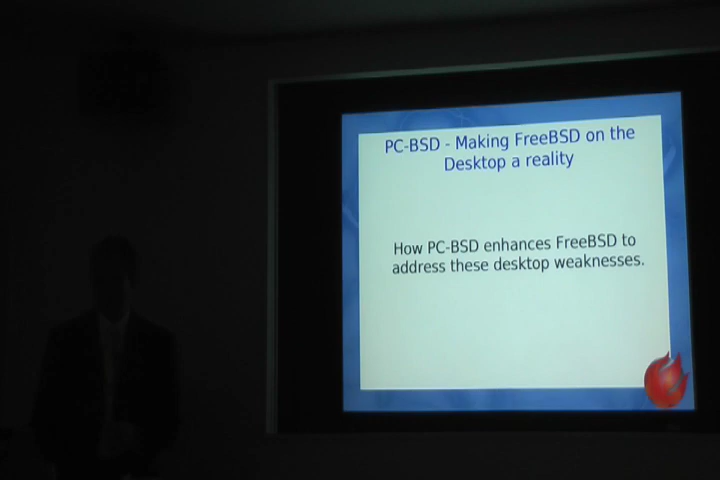 PC-BSD - Making FreeBSD on the
Desktop a reality
How PC-BSD enhances FreeBSD to
address these desktop weaknesses.